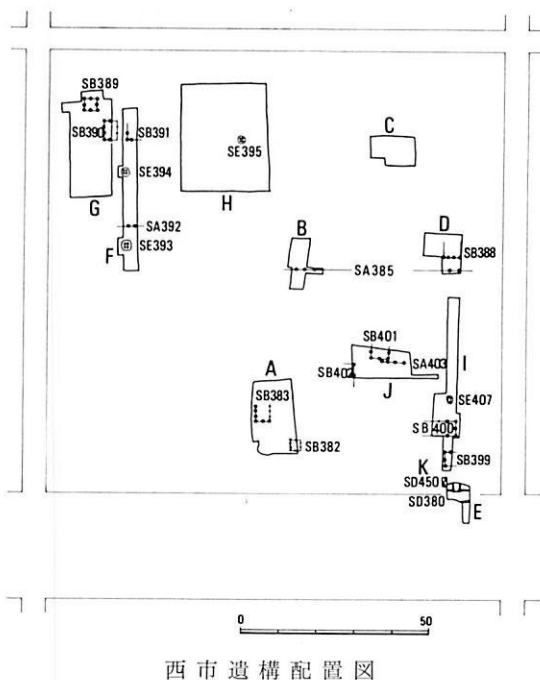 SB389
SB390
SB391
SE394
SA392
SE393
G
F
SE395
H
C
B
SA385
D
SB388
SB401
SB402
SA403
J
I
SE407
SB400
SB399
K
SD450
SD380
E
A
SB383
SB382
0
50
西市遺構配置図